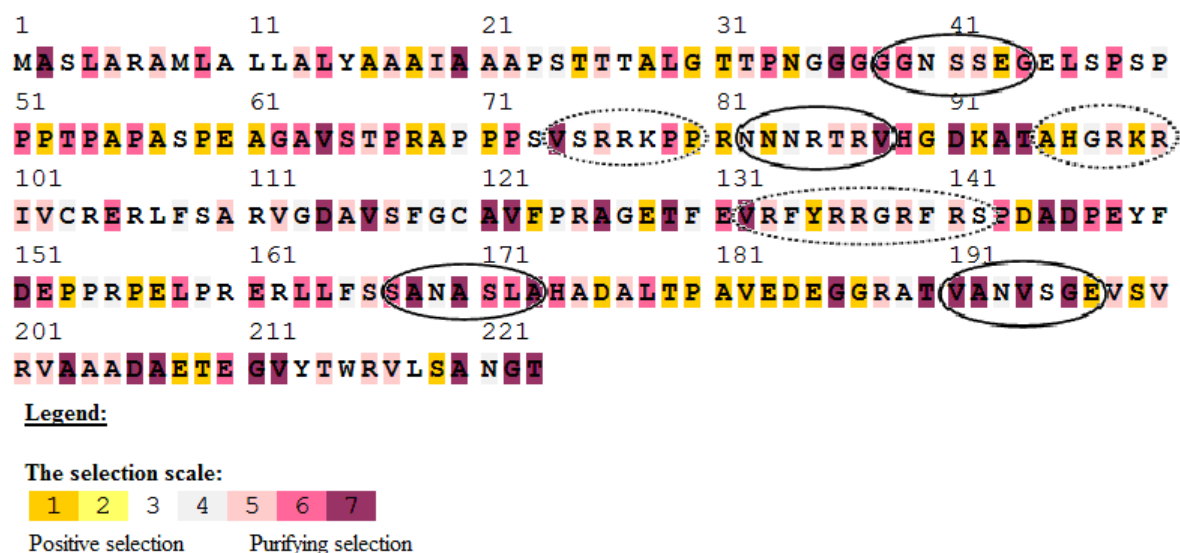 1 11 21 31 41
MASLARAMLA LLALYAAAIA AAPSTTTALG TTPNGGGGGN SSEGELSPSP
51 61 71 81 91
PPTPAPASPE AGAVSTPRAP PPSVSRRKPP RNNNRTRVHG DKATAHGRKR
101 111 121 131 141
IVCRERLFSA RVGDAVSFGC AVFPRAGETF EVRFYRRGRF RSPDADPEYF
151 161 171 181 191
DEPPRPELPR ERLLFSSANA SLAHADALTP AVEDEGGRAT VANVSGEVSV
201 211 221
RVAAADAETE GVYTWRVLSA NGT
Legend:
The selection scale:
1 2 3 4 5 6 7
Positive selection Purifying selection